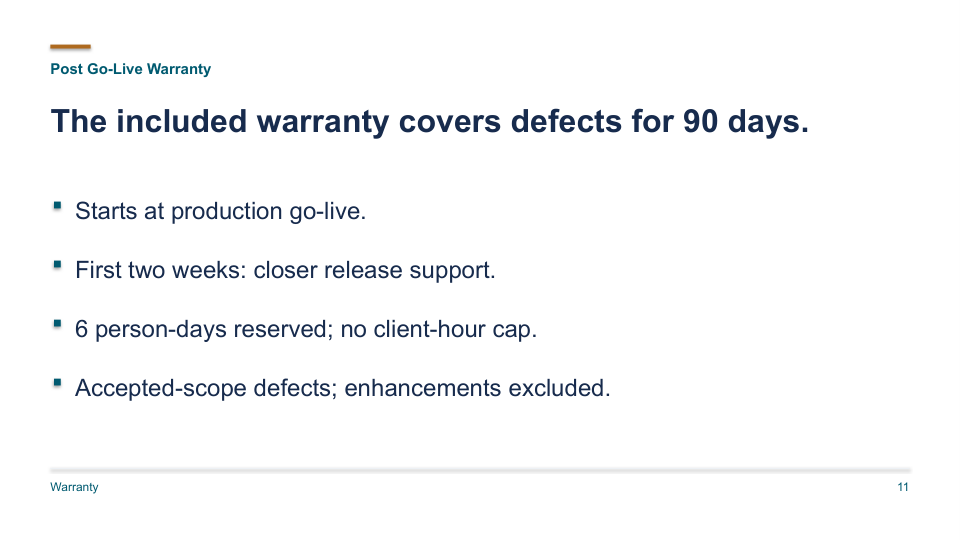 Post Go-Live Warranty
The included warranty covers defects for 90 days.
Starts at production go-live.
First two weeks: closer release support.
6 person-days reserved; no client-hour cap.
Accepted-scope defects; enhancements excluded.
Warranty
11